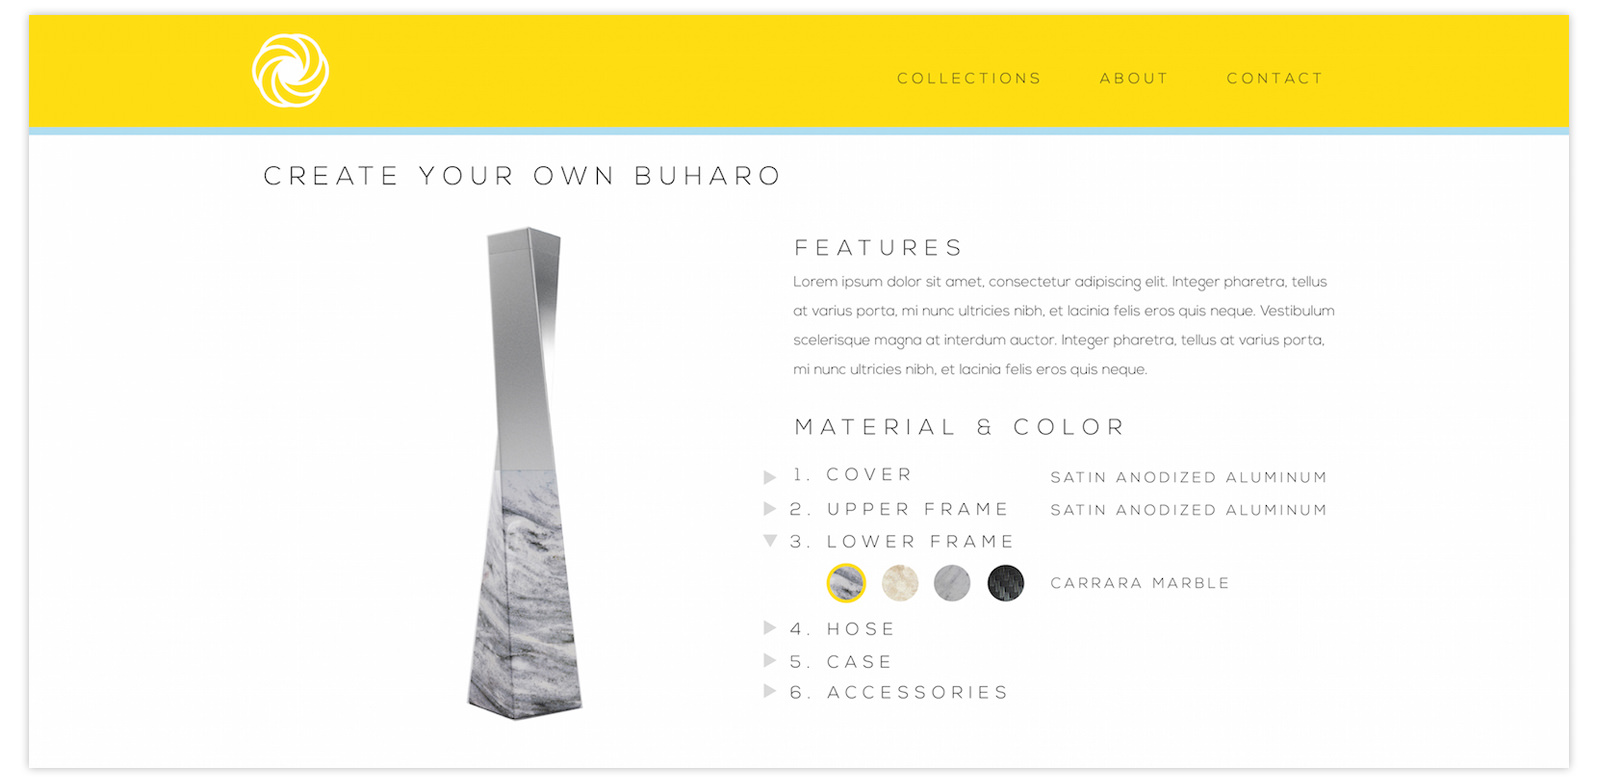 COLLECTIONS ABOUT CONTACT
CREATE YOUR OWN BUHARO
FEATURES
Lorem ipsum dolor sit amet, consectetur adipiscing elit. Integer pharetra, tellus
at varius porta, mi nunc ultricies nibh, et lacinia felis eros quis neque. Vestibulum
scelerisque magna at interdum auctor. Integer pharetra, tellus at varius porta,
mi nunc ultricies nibh, et lacinia felis eros quis neque.
MATERIAL & COLOR
1. COVER SATIN ANODIZED ALUMINUM
2. UPPER FRAME SATIN ANODIZED ALUMINUM
3. LOWER FRAME
CARRARA MARBLE
4. HOSE
5. CASE
6. ACCESSORIES